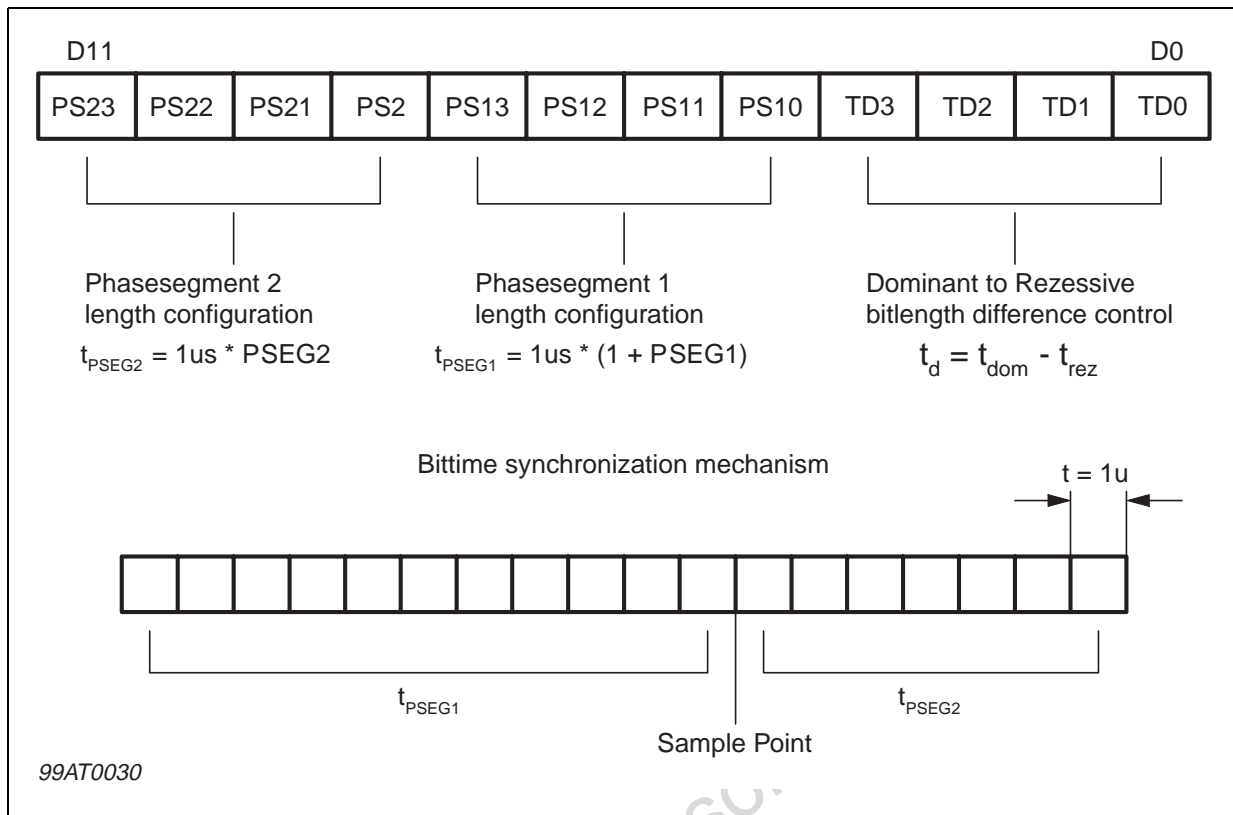 D11 D0
PS23 PS22 PS21 PS2 PS13 PS12 PS11 PS10 TD3 TD2 TD1 TD0
Phasesegment 2
length configuration
tPSEG2 = 1us * PSEG2
Phasesegment 1
length configuration
tPSEG1 = 1us * (1 + PSEG1)
Dominant to Rezessive
bitlength difference control
td = tdom - trez
Bittime synchronization mechanism
t = 1u
tPSEG1
tPSEG2
Sample Point
99AT0030